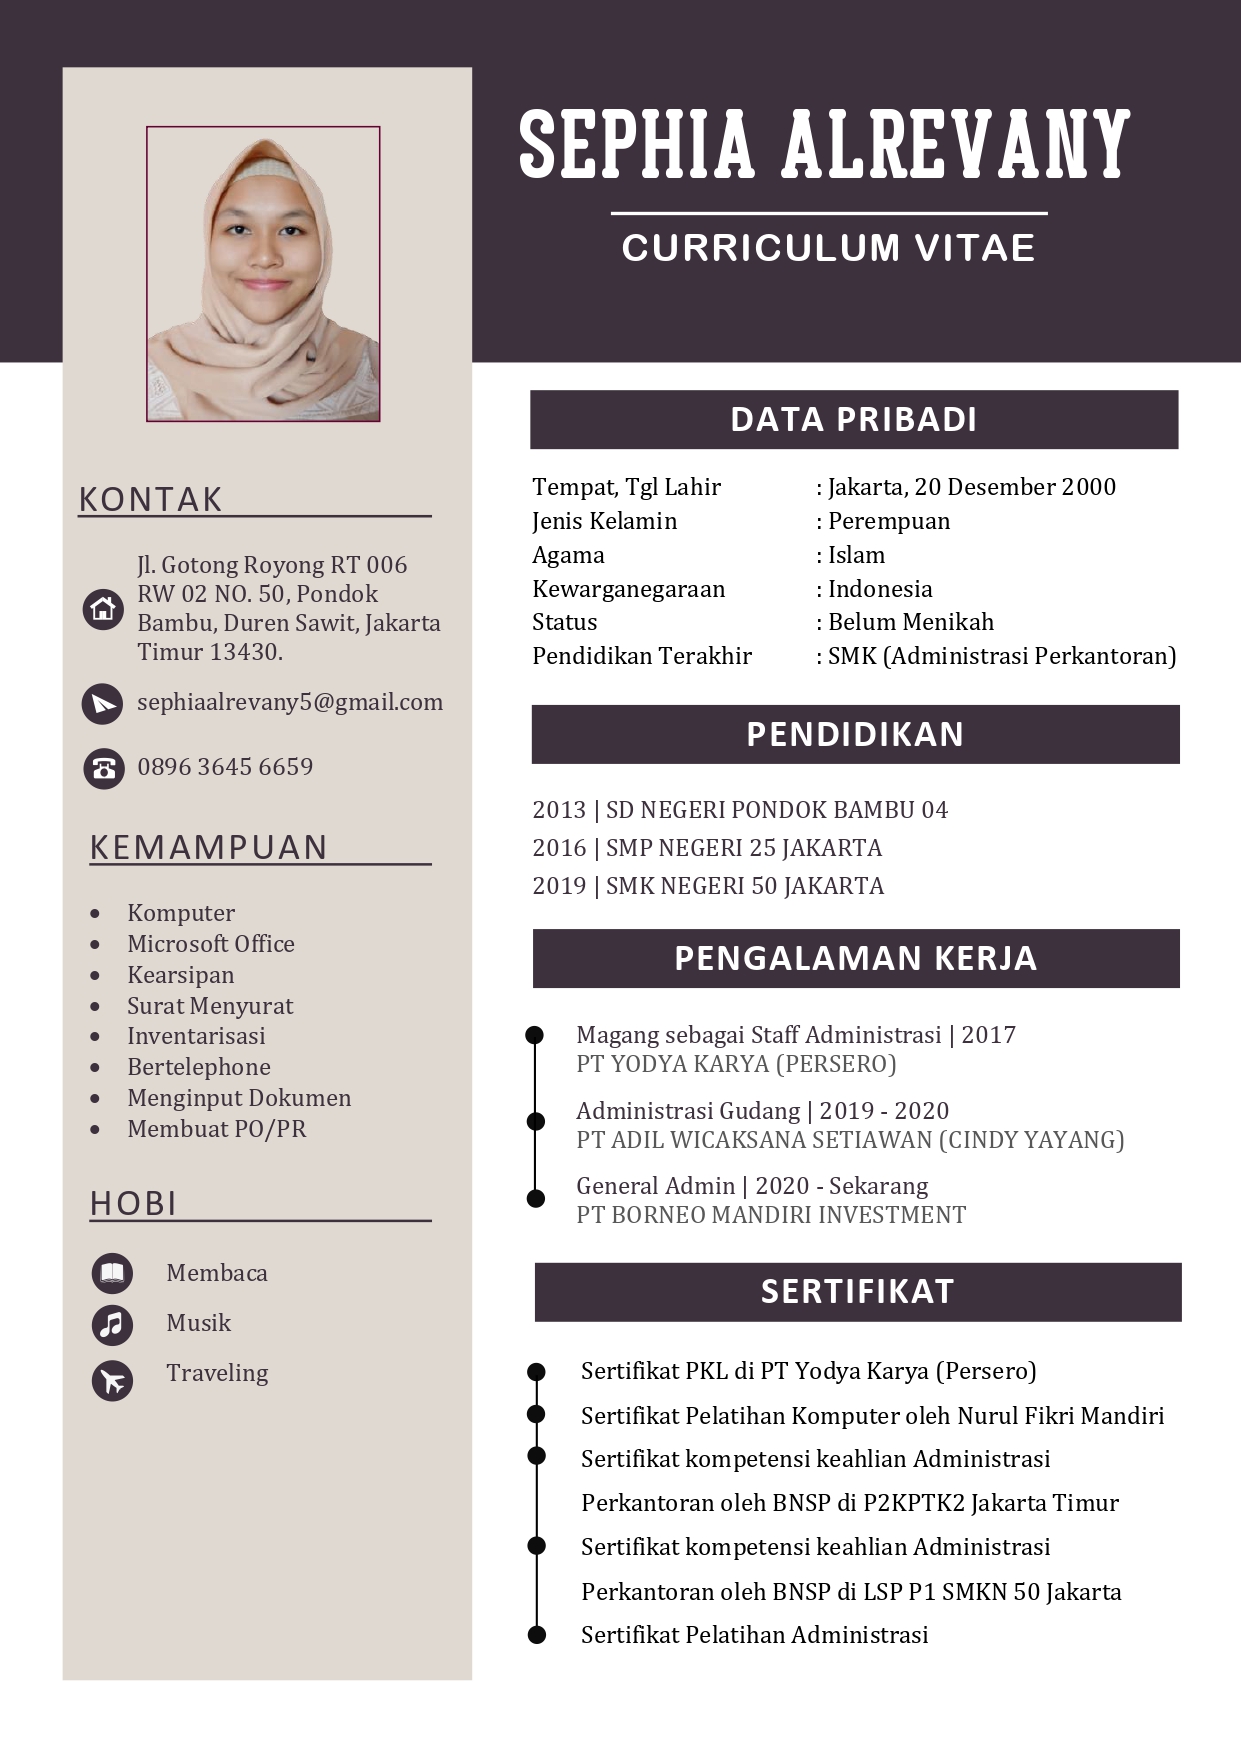 SEPHIA ALREVANY
CURRICULUM VITAE
KONTAK
Jl. Gotong Royong RT 006
RW 02 NO. 50, Pondok
Bambu, Duren Sawit, Jakarta
Timur 13430.
sephiaalrevany5@gmail.com
0896 3645 6659
KEMAMPUAN
• Komputer
• Microsoft Office
• Kearsipan
• Surat Menyurat
• Inventarisasi
• Bertelephone
• Menginput Dokumen
• Membuat PO/PR
HOBI
Membaca
Musik
Traveling
DATA PRIBADI
Tempat, Tgl Lahir : Jakarta, 20 Desember 2000
Jenis Kelamin : Perempuan
Agama : Islam
Kewarganegaraan : Indonesia
Status : Belum Menikah
Pendidikan Terakhir : SMK (Administrasi Perkantoran)
PENDIDIKAN
2013 | SD NEGERI PONDOK BAMBU 04
2016 | SMP NEGERI 25 JAKARTA
2019 | SMK NEGERI 50 JAKARTA
PENGALAMAN KERJA
Magang sebagai Staff Administrasi | 2017
PT YODYA KARYA (PERSERO)
Administrasi Gudang | 2019 - 2020
PT ADIL WICAKSANA SETIAWAN (CINDY YAYANG)
General Admin | 2020 - Sekarang
PT BORNEO MANDIRI INVESTMENT
SERTIFIKAT
Sertifikat PKL di PT Yodya Karya (Persero)
Sertifikat Pelatihan Komputer oleh Nurul Fikri Mandiri
Sertifikat kompetensi keahlian Administrasi
Perkantoran oleh BNSP di P2KPTK2 Jakarta Timur
Sertifikat kompetensi keahlian Administrasi
Perkantoran oleh BNSP di LSP P1 SMKN 50 Jakarta
Sertifikat Pelatihan Administrasi